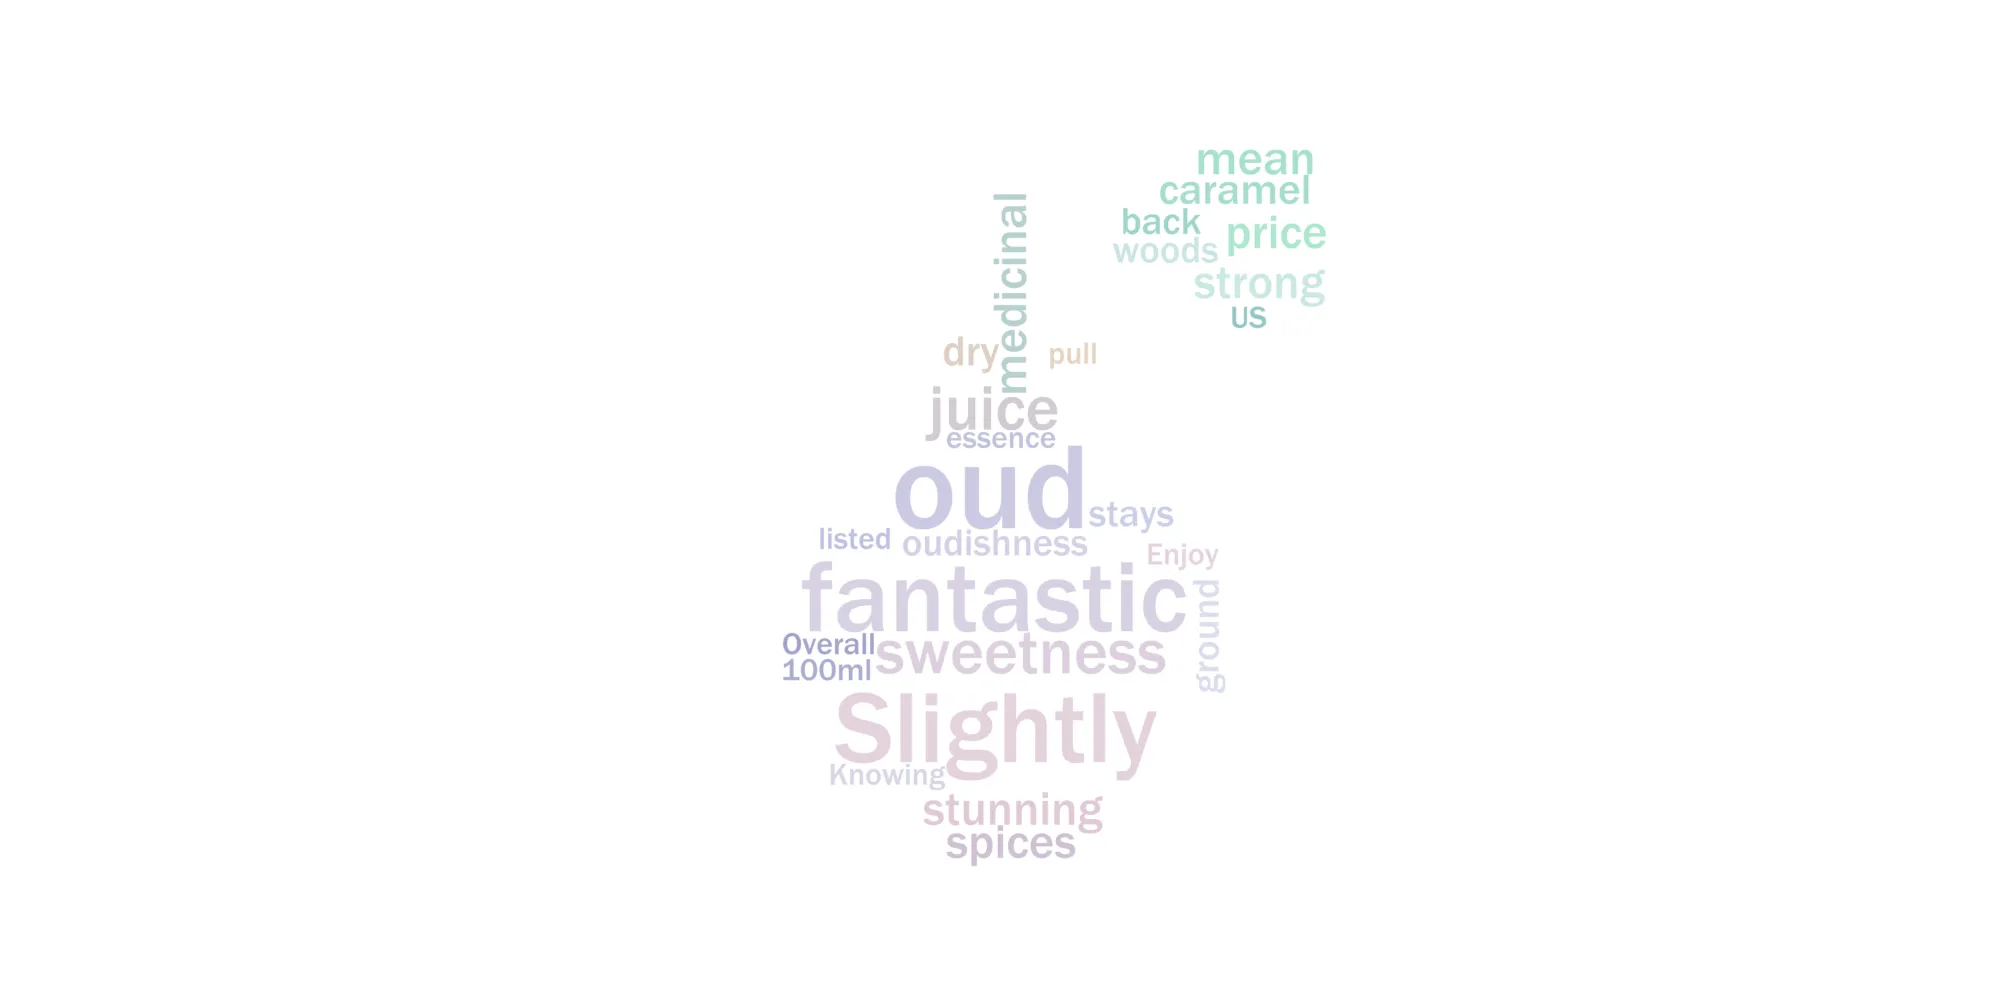 mean
caramel
back
price
woods
strong
US
medicinal
dry
pull
juice
essence
oud
stays
listed
oudishness
Enjoy
fantastic
ground
Overall
sweetness
100ml
Slightly
Knowing
stunning
spices